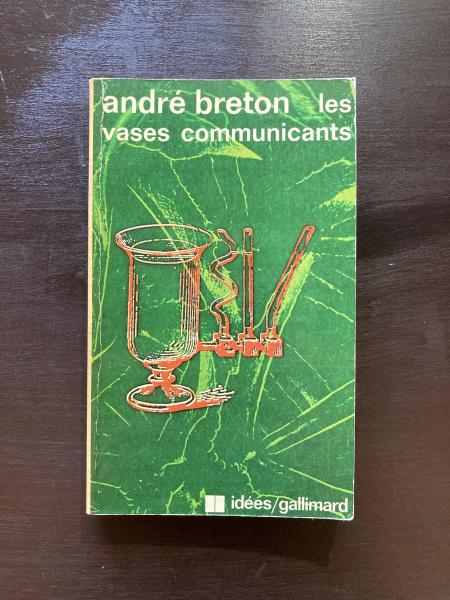 andré breton les
vases communicants
idées/gallimard